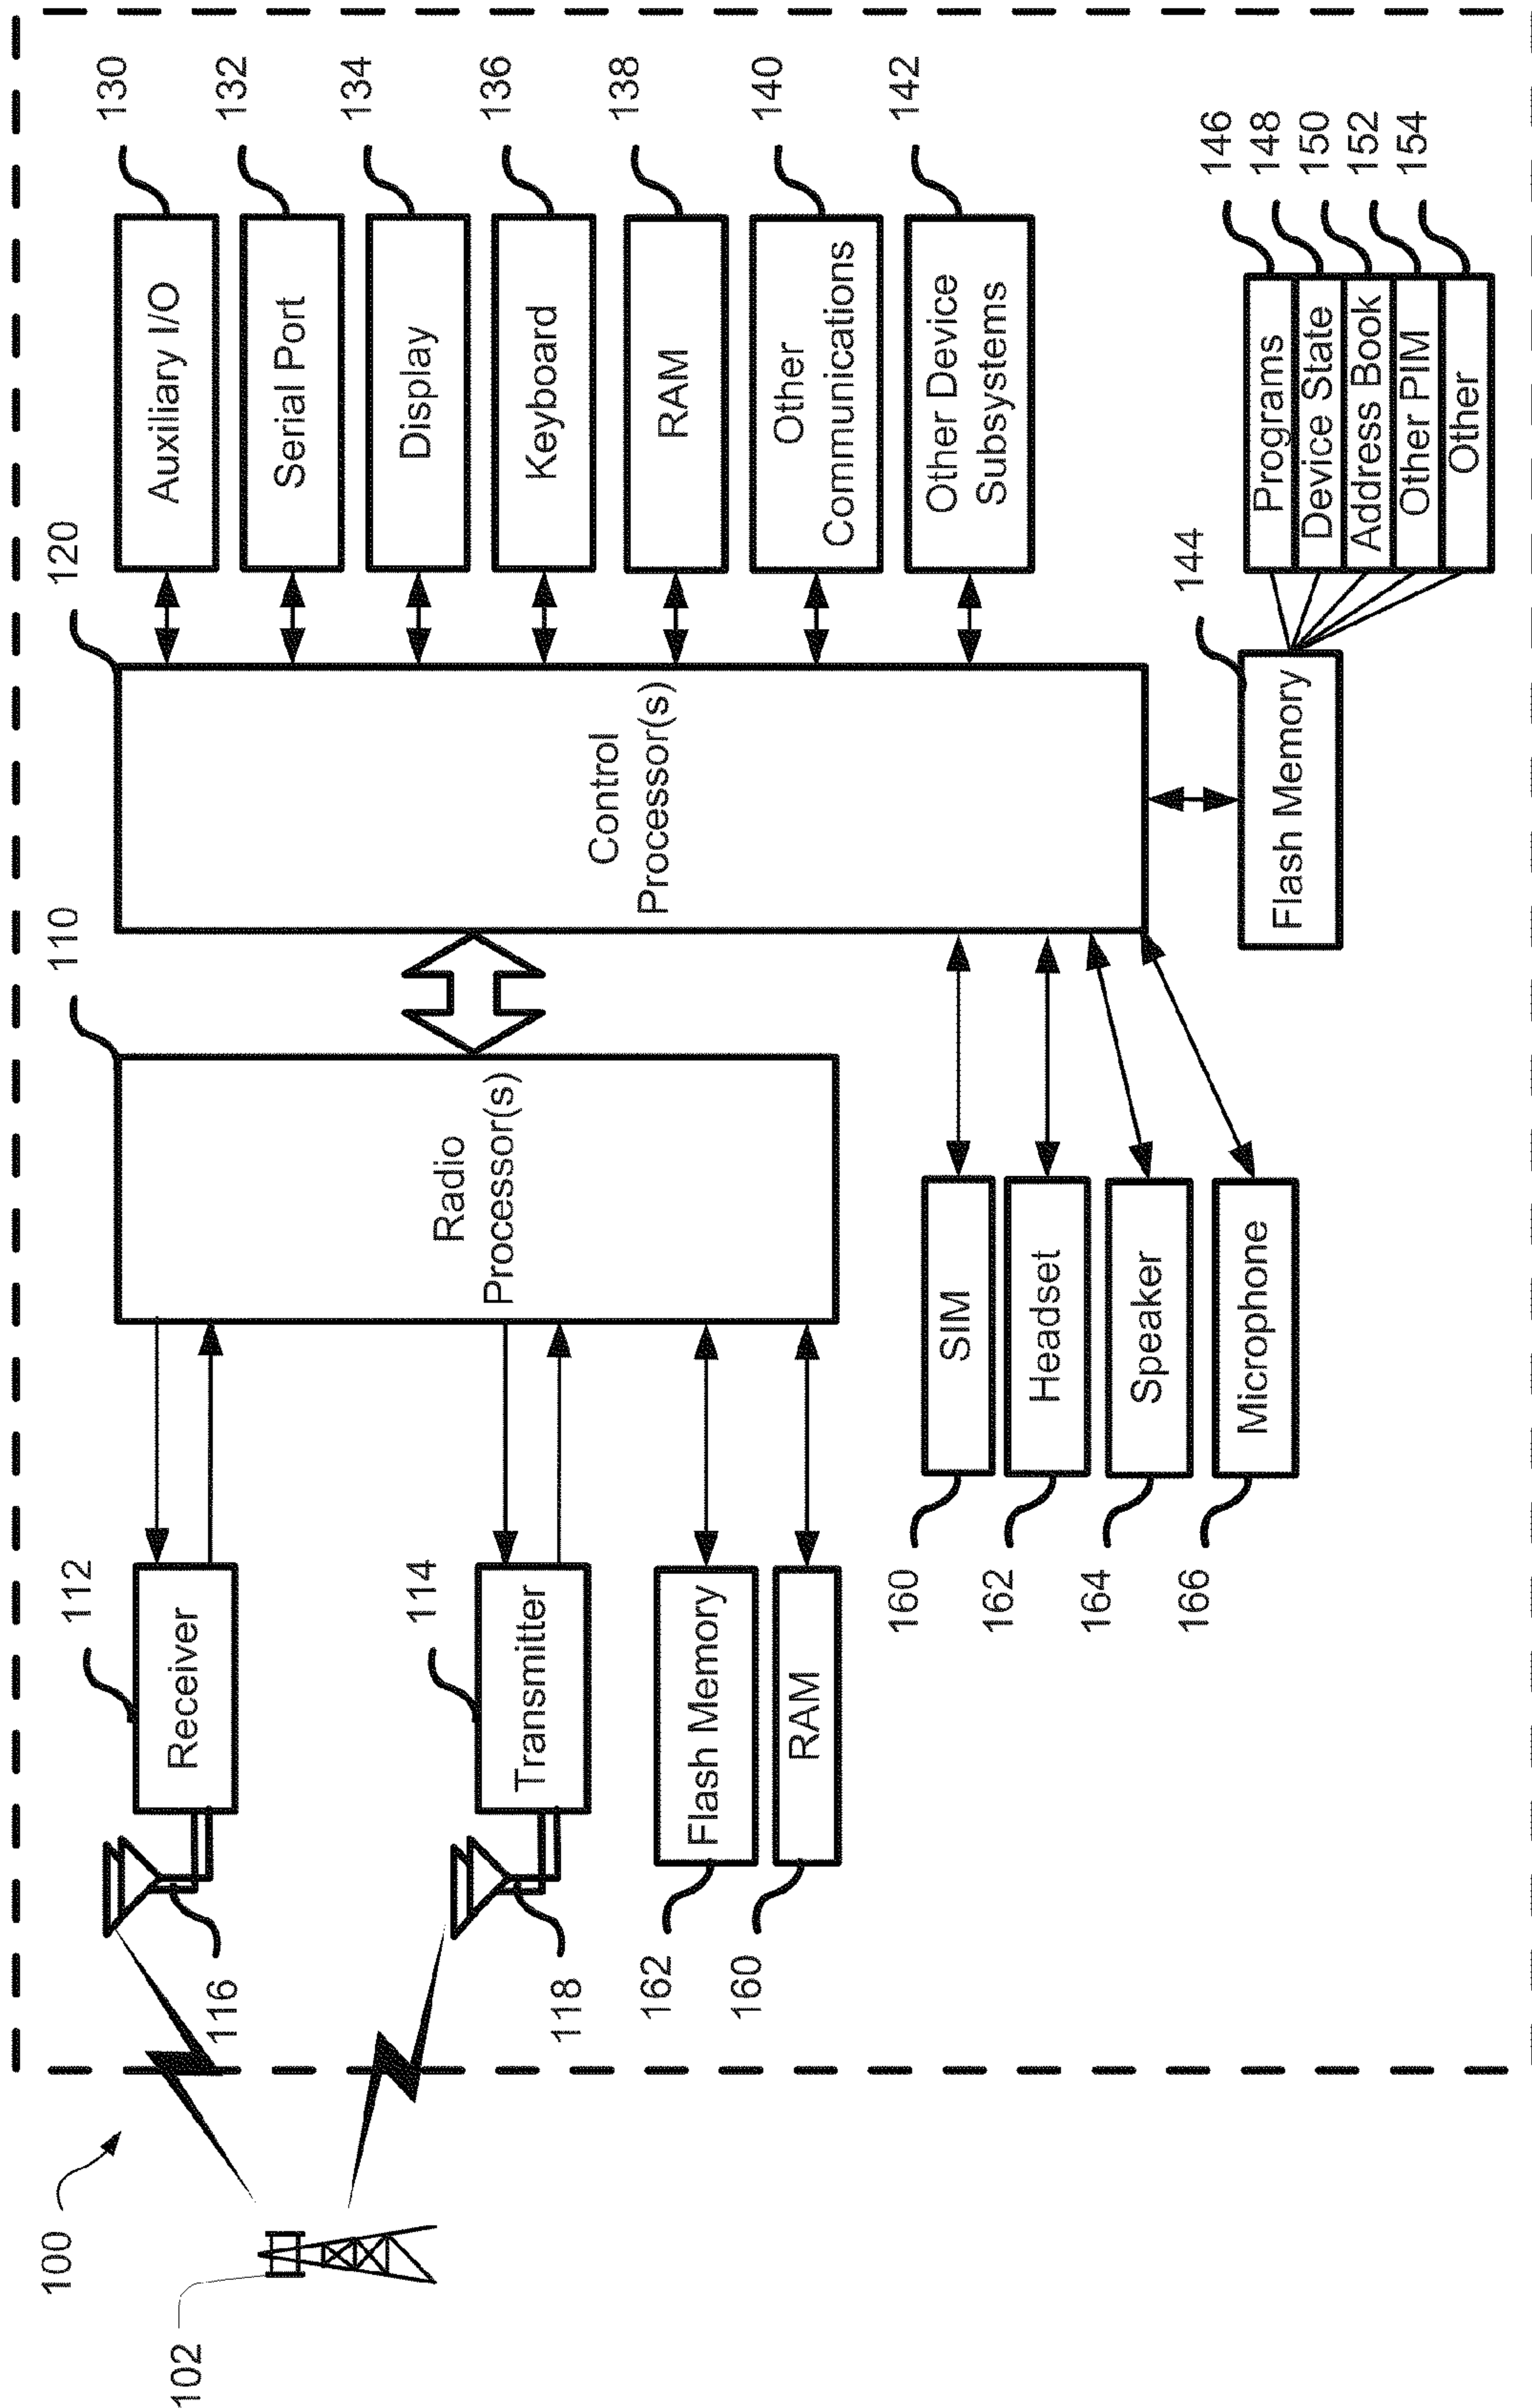 100
102
110
120
112
Receiver
116
114
Transmitter
118
Flash Memory
162
RAM
160
Radio
Processor(s)
Control
Processor(s)
Auxiliary I/O
130
Serial Port
132
Display
134
Keyboard
136
RAM
138
Other
Communications
140
Other Device
Subsystems
142
SIM
160
Headset
162
Speaker
164
Microphone
166
Flash Memory
144
Programs
146
Device State
148
Address Book
150
Other PIM
152
Other
154